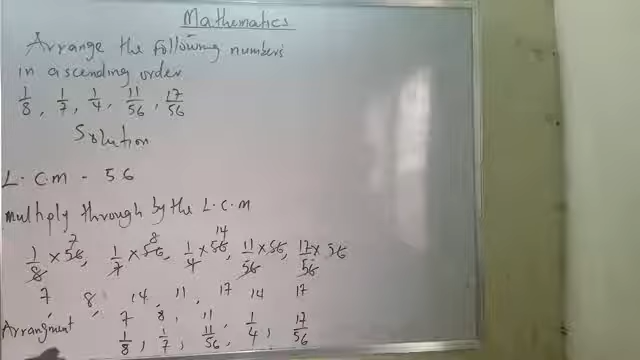 Mathematics
Arrange the following numbers
in ascending order
1/8, 1/7, 1/4, 11/56, 17/56
Solution
L.C.M - 56
Multiply through by the L.C.M
7 8 14
1/8 × 56, 1/7 × 56, 1/4 × 56, 11/56 × 56, 17/56 × 56
7, 8, 14, 11, 17 14 17
Arrangment 7 8, 11
1/8, 1/7, 11/56, 1/4, 17/56